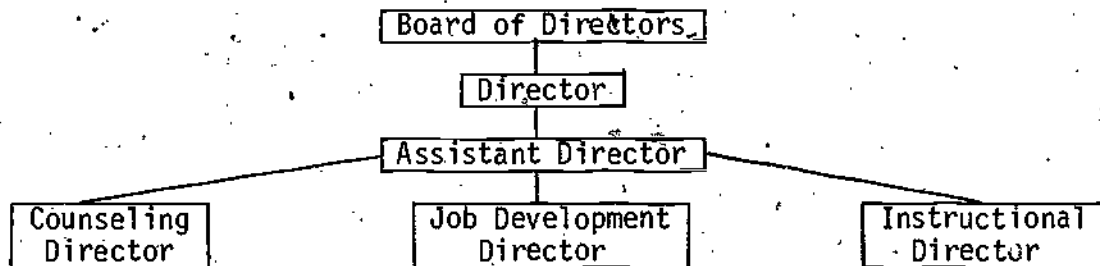 Board of Directors
Director
Assistant Director
Counseling
Director
Job Development
Director
Instructional
Director